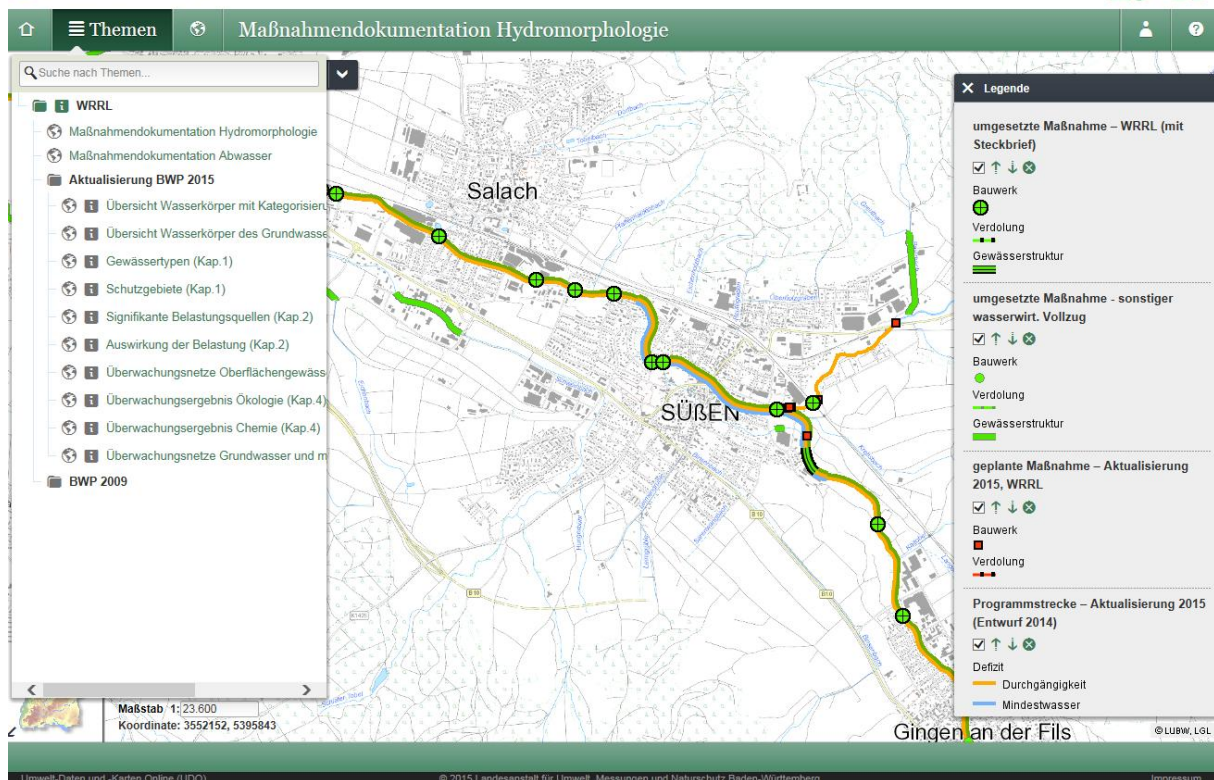 Themen
Maßnahmendokumentation Hydromorphologie
Suche nach Themen...
WRRL
Maßnahmendokumentation Hydromorphologie
Maßnahmendokumentation Abwasser
Aktualisierung BWP 2015
Übersicht Wasserkörper mit Kategorisieru
Übersicht Wasserkörper des Grundwasse
Gewässertypen (Kap.1)
Schutzgebiete (Kap.1)
Signifikante Belastungsquellen (Kap.2)
Auswirkung der Belastung (Kap.2)
Überwachungsnetze Oberflächengewäss
Überwachungsergebnis Ökologie (Kap.4)
Überwachungsergebnis Chemie (Kap.4)
Überwachungsnetze Grundwasser und m
BWP 2009
Maßstab 1: 23.600
Koordinate: 3552152, 5395843
Salach
SÜßEN
B 10
B 10
B 10
Gingen an der Fils
Legende
umgesetzte Maßnahme – WRRL (mit
Steckbrief)
Bauwerk
Verdolung
Gewässerstruktur
umgesetzte Maßnahme - sonstiger
wasserwirt. Vollzug
Bauwerk
Verdolung
Gewässerstruktur
geplante Maßnahme – Aktualisierung
2015, WRRL
Bauwerk
Verdolung
Programmstrecke – Aktualisierung 2015
(Entwurf 2014)
Defizit
Durchgängigkeit
Mindestwasser
© LUBW, LGL
Umwelt-Daten und -Karten Online (UDO)
© 2015 Landesanstalt für Umwelt, Messungen und Naturschutz Baden-Württemberg
Impressum